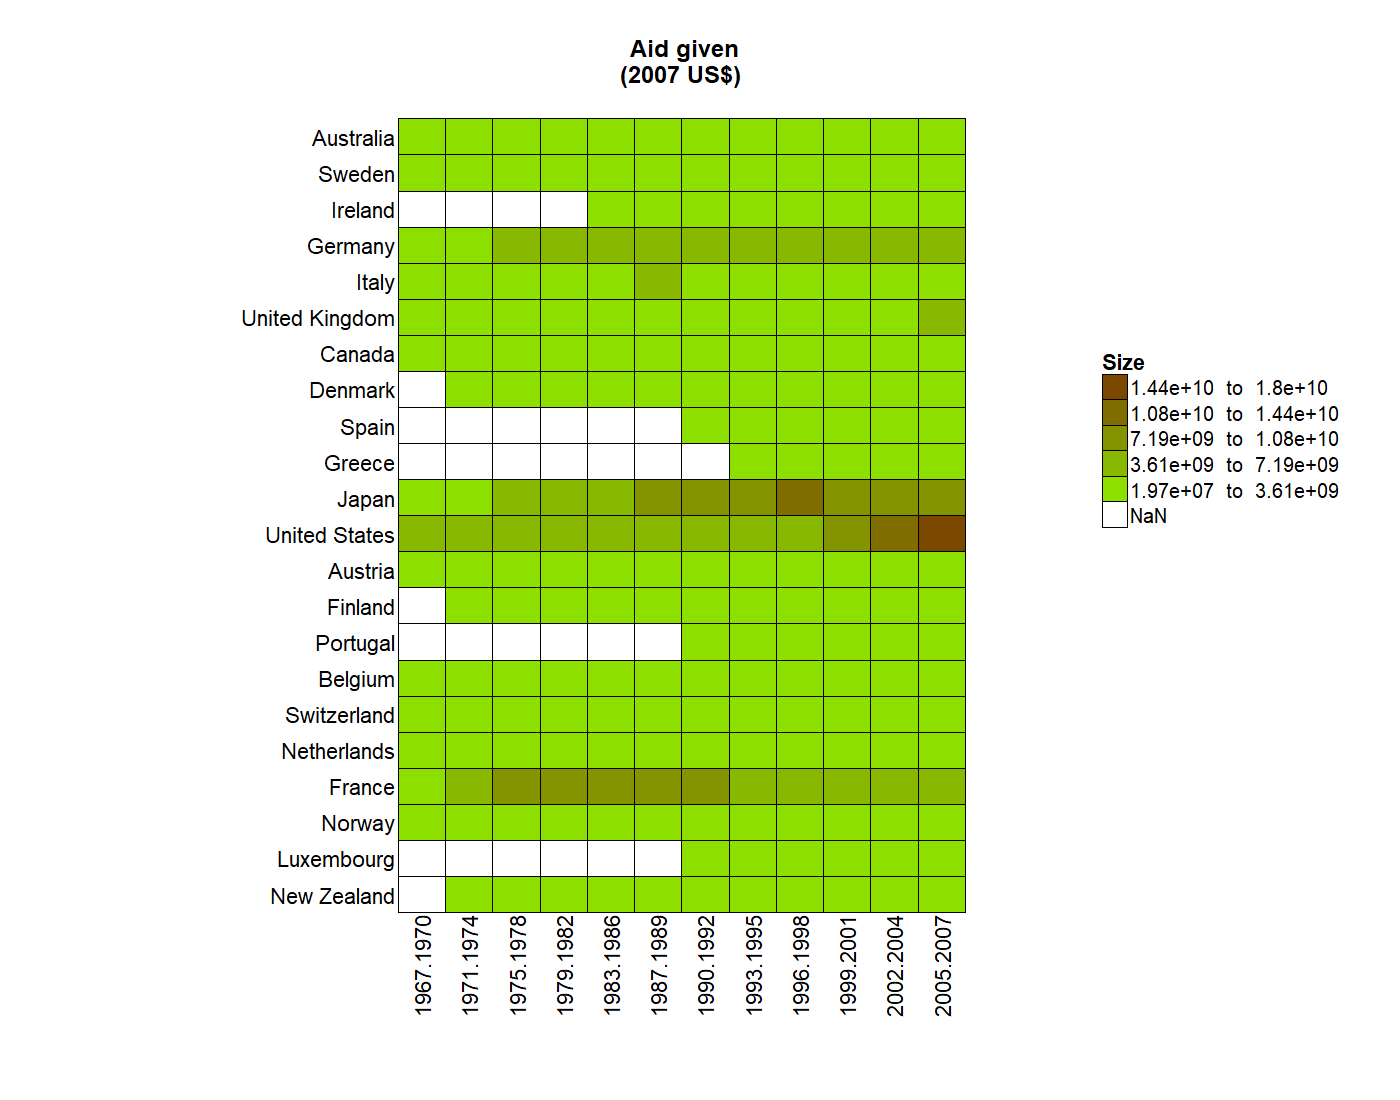 Aid given
(2007 US$)
Australia
Sweden
Ireland
Germany
Italy
United Kingdom
Canada
Denmark
Spain
Greece
Japan
United States
Austria
Finland
Portugal
Belgium
Switzerland
Netherlands
France
Norway
Luxembourg
New Zealand
1967.1970
1971.1974
1975.1978
1979.1982
1983.1986
1987.1989
1990.1992
1993.1995
1996.1998
1999.2001
2002.2004
2005.2007
Size
1.44e+10 to 1.8e+10
1.08e+10 to 1.44e+10
7.19e+09 to 1.08e+10
3.61e+09 to 7.19e+09
1.97e+07 to 3.61e+09
NaN